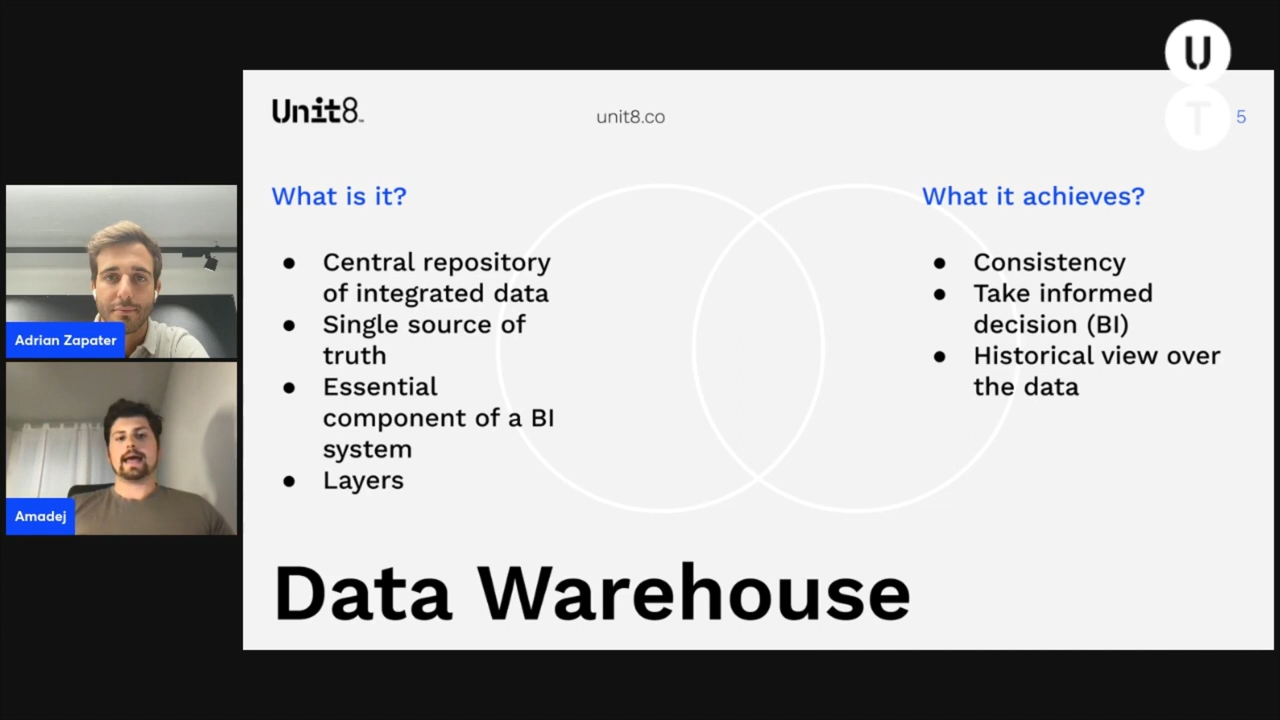 U
T
Unit8
unit8.co
5
What is it?
● Central repository
of integrated data
● Single source of
truth
● Essential
component of a BI
system
● Layers
What it achieves?
● Consistency
● Take informed
decision (BI)
● Historical view over
the data
Data Warehouse
Adrian Zapater
Amadej